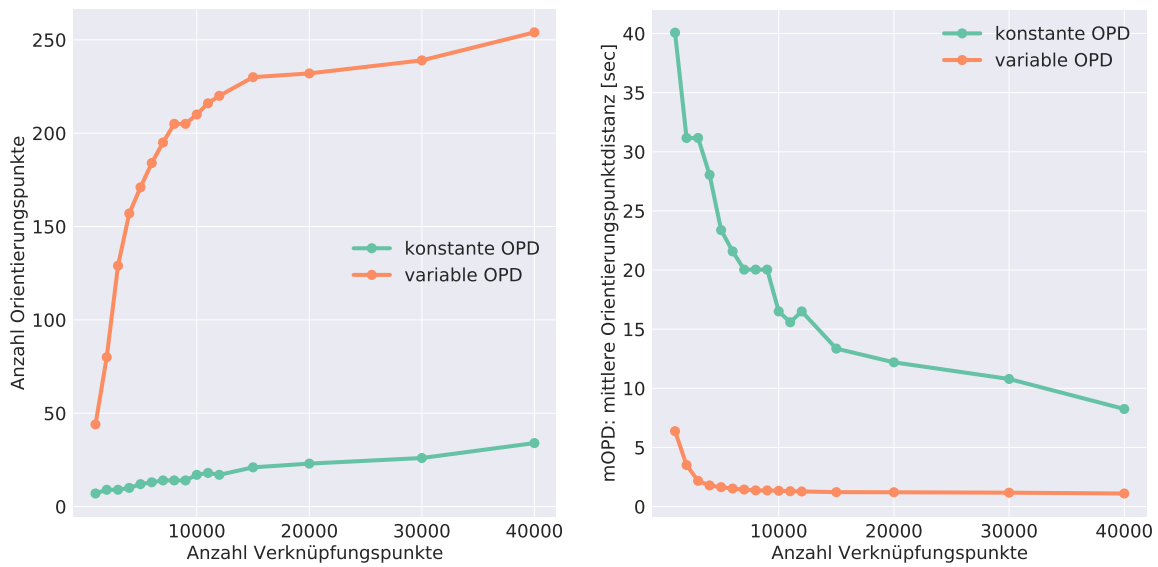 250
200
150
100
50
0
Anzahl Orientierungspunkte
konstante OPD
variable OPD
10000 20000 30000 40000
Anzahl Verknüpfungspunkte
40
35
30
25
20
15
10
5
0
mOPD: mittlere Orientierungspunktdistanz [sec]
konstante OPD
variable OPD
10000 20000 30000 40000
Anzahl Verknüpfungspunkte